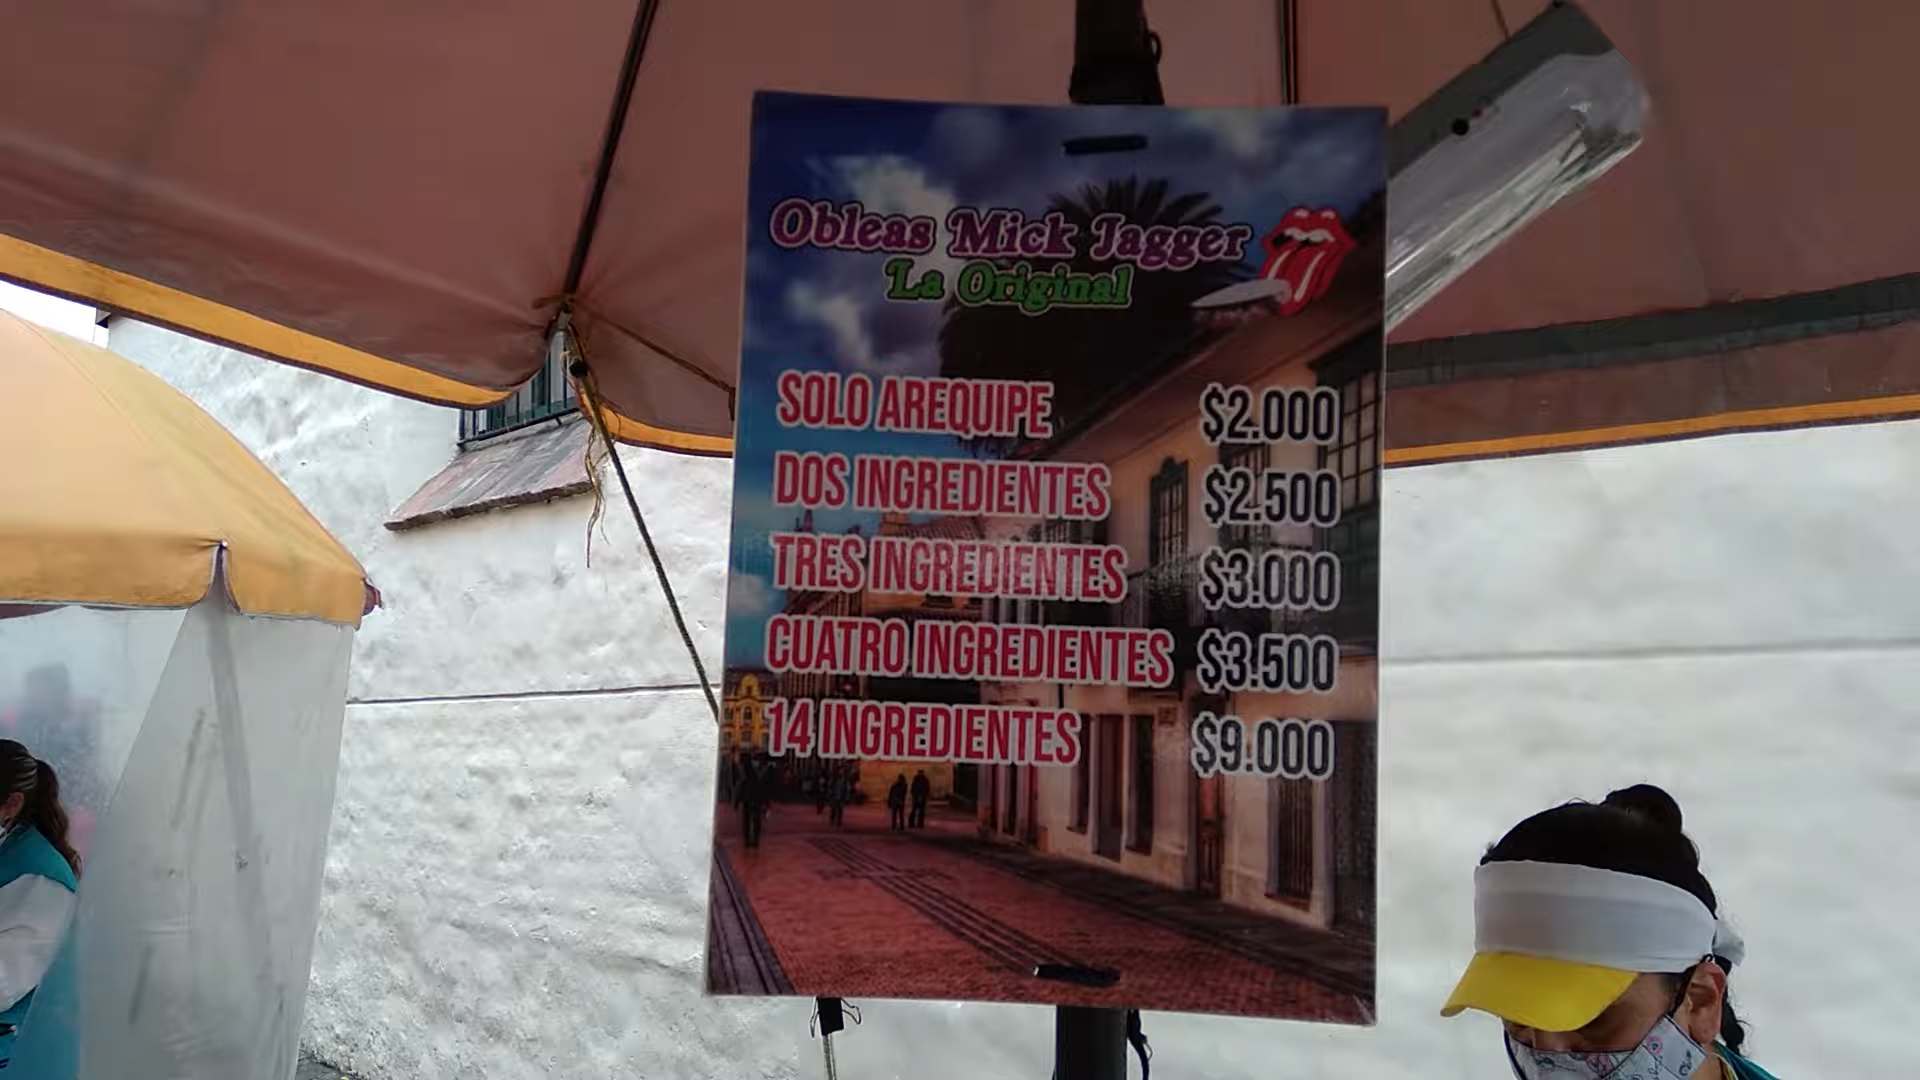 Obleas Mick Jagger
La Original
SOLO AREQUIPE $2.000
DOS INGREDIENTES $2.500
TRES INGREDIENTES $3.000
CUATRO INGREDIENTES $3.500
14 INGREDIENTES $9.000